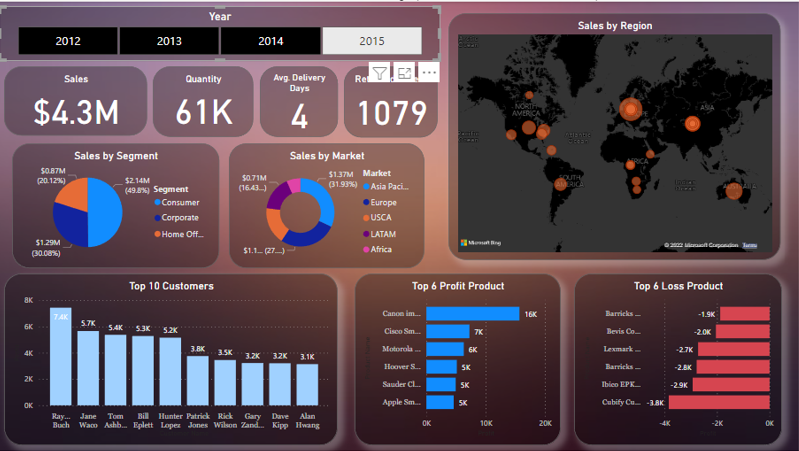 Year
2012
2013
2014
2015
Sales
$4.3M
Quantity
61K
Avg. Delivery
Days
4
1079
Sales by Region
NORTH
AMERICA
ASIA
SOUTH
AMERICA
Microsoft Bing
© 2022 Microsoft Corporation Terms
Sales by Segment
$0.87M
(20.12%)
$2.14M
(49.8%)
$1.29M
(30.08%)
Segment
Consumer
Corporate
Home Off...
Sales by Market
$0.71M
(16.43...)
$1.37M
(31.93%)
$1.1... (27....)
Market
Asia Paci...
Europe
USCA
LATAM
Africa
Top 10 Customers
8K
6K
4K
2K
0K
7.4K
5.7K
5.4K
5.3K
5.2K
3.8K
3.5K
3.2K
3.2K
3.1K
Ray...
Buch
Jane
Waco
Tom
Ashb...
Bill
Eplett
Hunter
Lopez
Patrick
Jones
Rick
Wilson
Gary
Zand...
Dave
Kipp
Alan
Hwang
Top 6 Profit Product
Canon im...
16K
Cisco Sm...
7K
Motorola ...
6K
Hoover S...
5K
Sauder Cl...
5K
Apple Sm...
5K
0K
10K
20K
Top 6 Loss Product
Barricks ...
-1.9K
Bevis Co...
-2.0K
Lexmark ...
-2.7K
Barricks ...
-2.8K
Ibico EPK...
-2.9K
Cubify Cu...
-3.8K
-4K
-2K
-0K